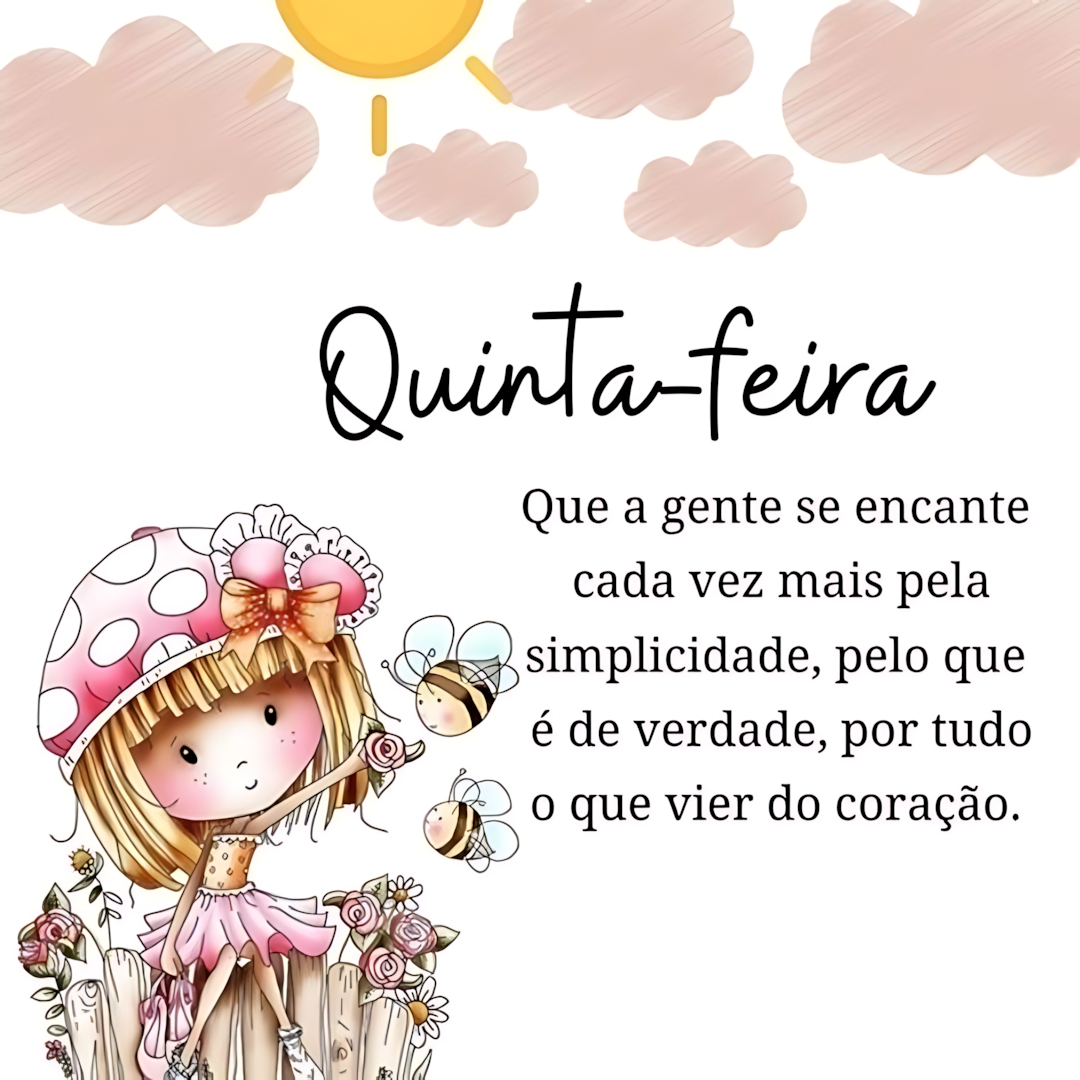 Quinta-feira
Que a gente se encante
cada vez mais pela
simplicidade, pelo que
é de verdade, por tudo
o que vier do coração.